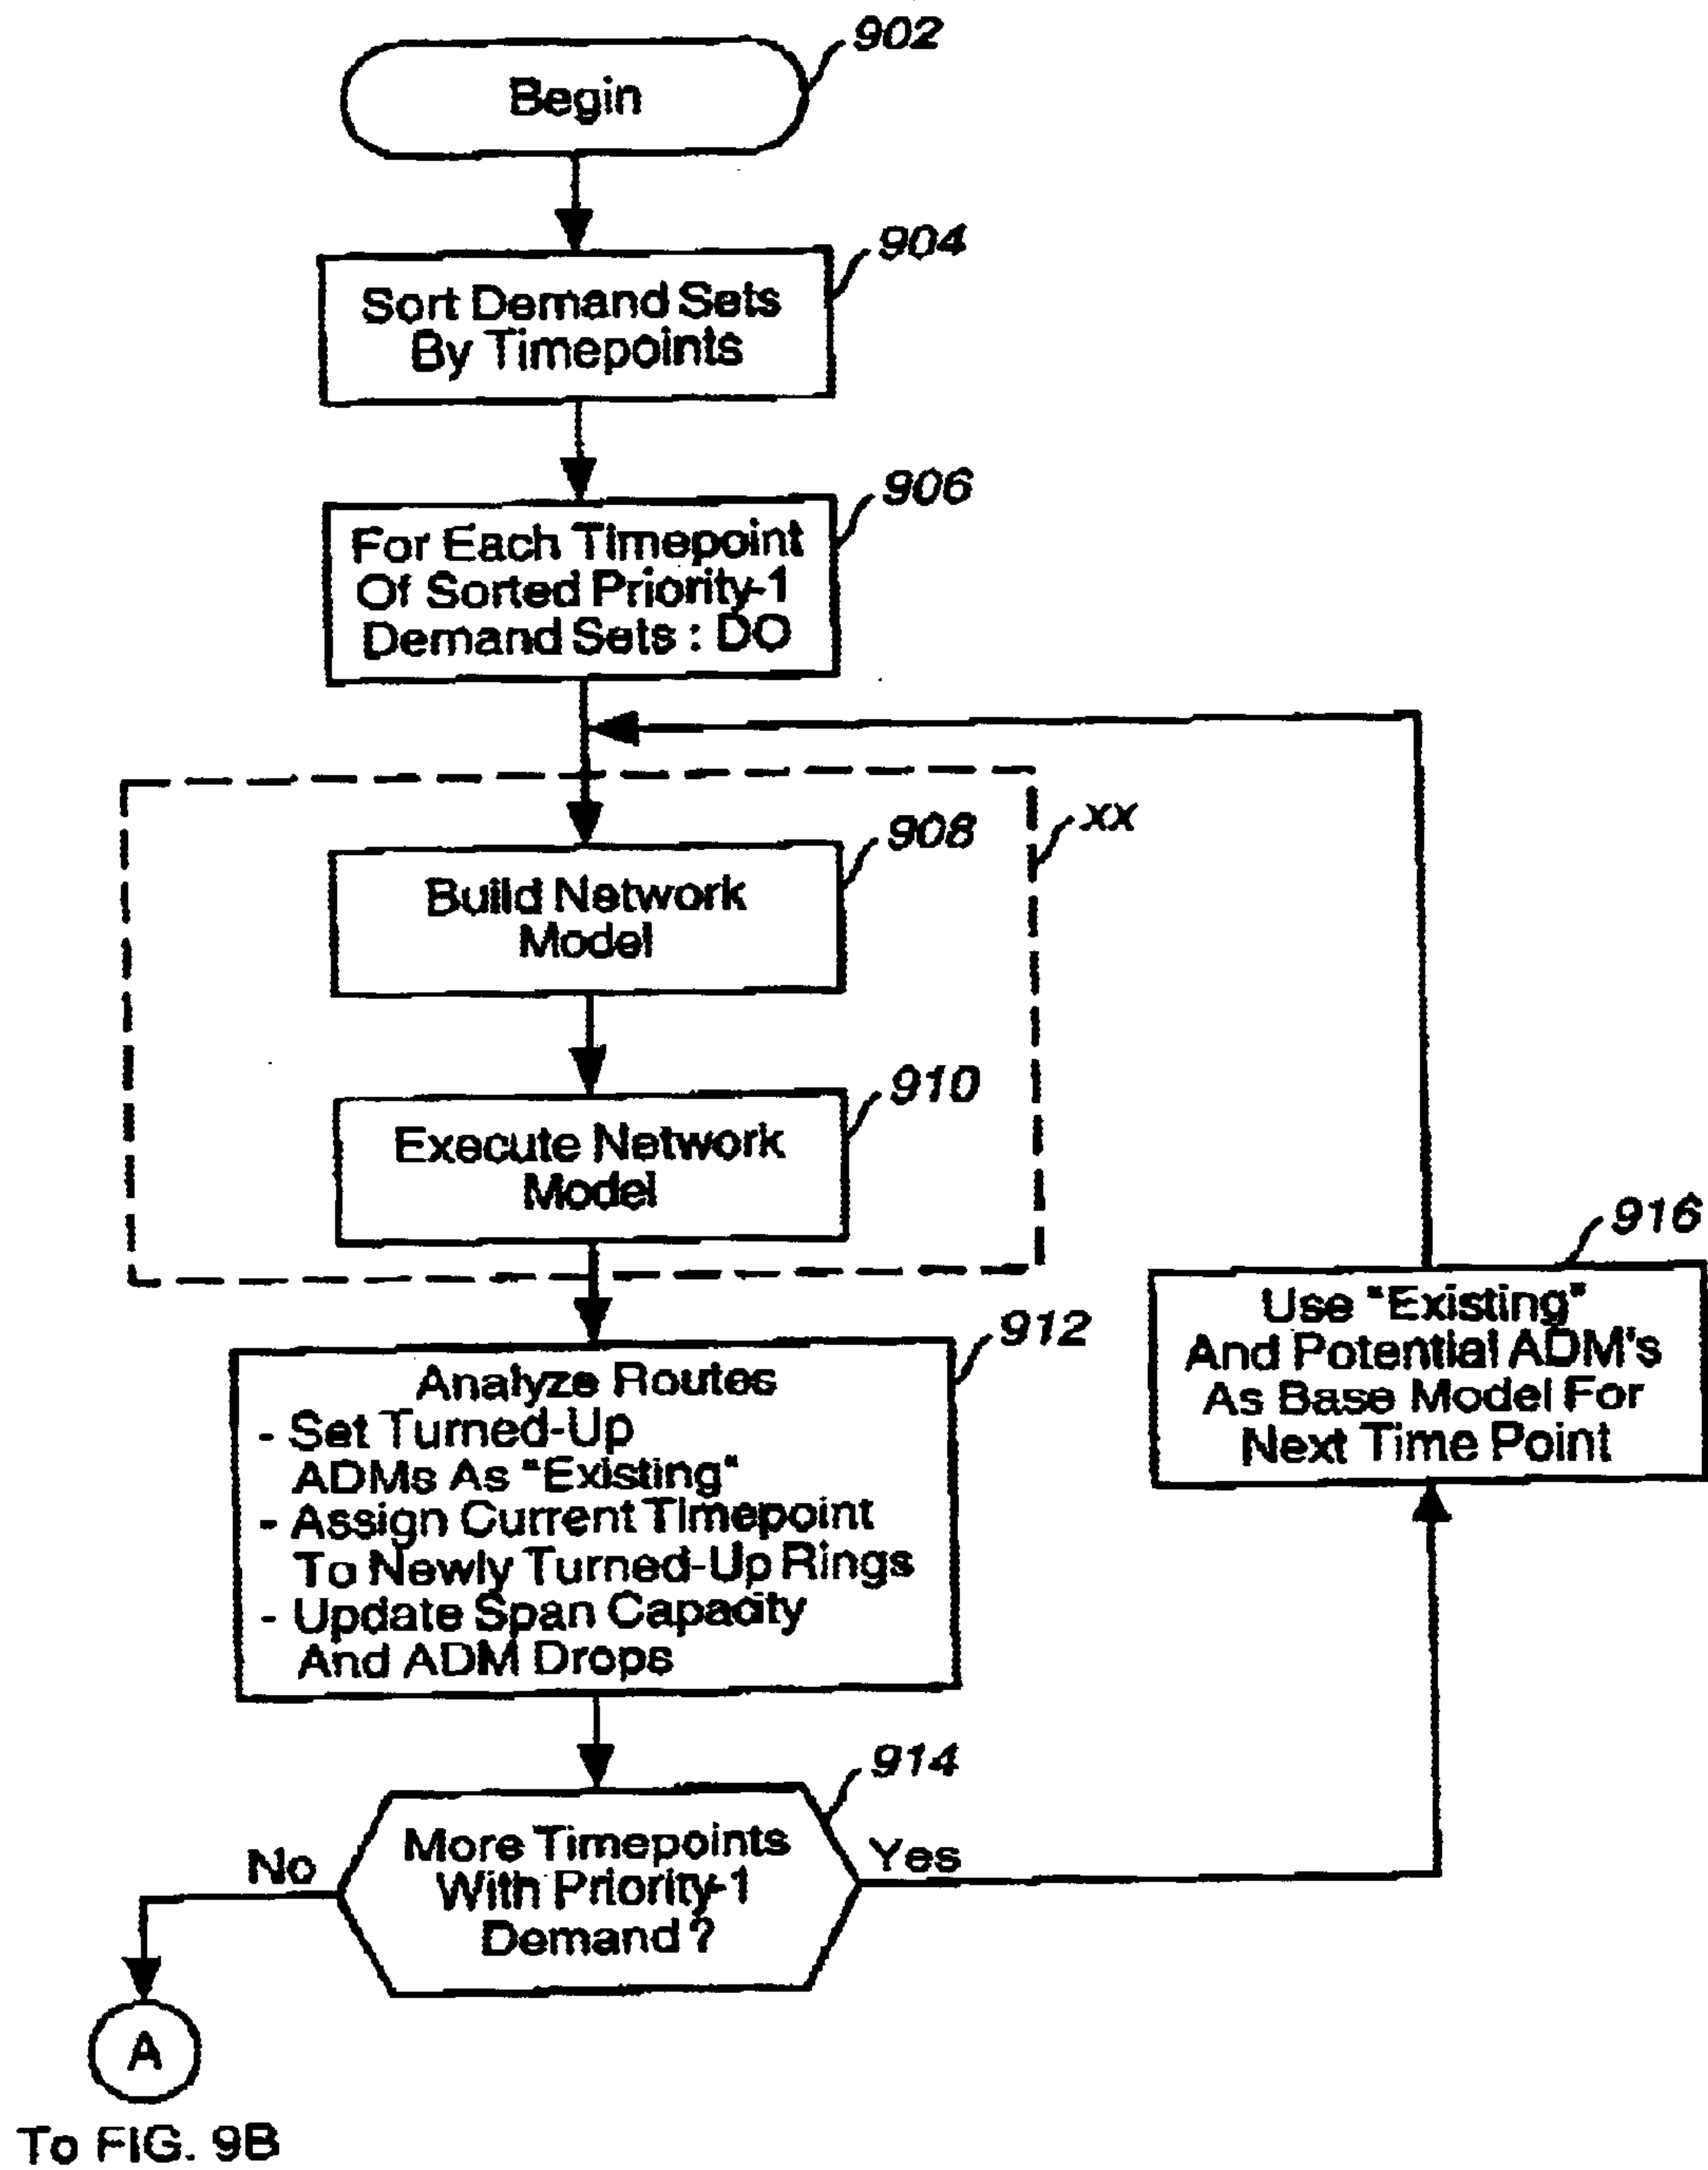 902
Begin
904
Sort Demand Sets
By Timepoints
906
For Each Timepoint
Of Sorted Priority-1
Demand Sets : DO
xx
908
Build Network
Model
910
Execute Network
Model
916
Use "Existing"
And Potential ADM's
As Base Model For
Next Time Point
912
Analyze Routes
- Set Turned-Up
ADMs As "Existing"
- Assign Current Timepoint
To Newly Turned-Up Rings
- Update Span Capacity
And ADM Drops
914
More Timepoints
With Priority-1
Demand ?
No
Yes
A
To FIG. 9B